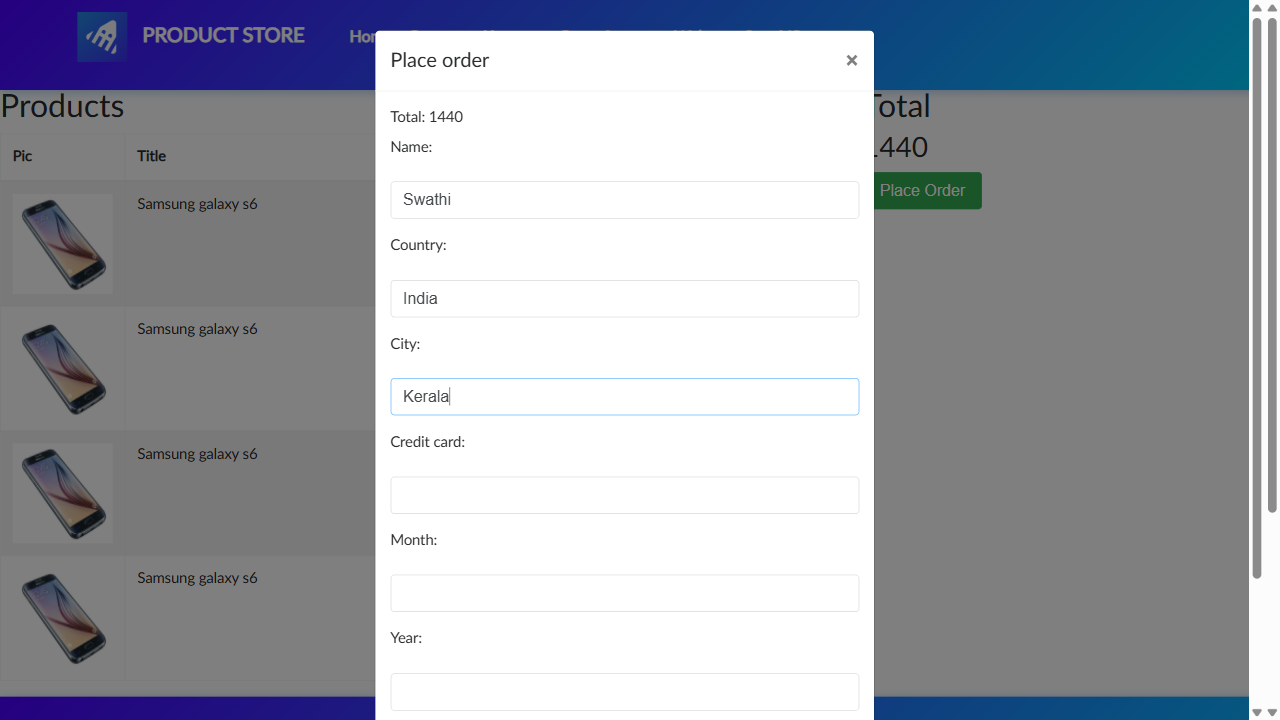 PRODUCT STORE
Place order
×
Products
Total
Total: 1440
1440
Name:
Pic Title
Place Order
Swathi
Samsung galaxy s6
Country:
India
Samsung galaxy s6
City:
Kerala
Credit card:
Samsung galaxy s6
Month:
Samsung galaxy s6
Year: